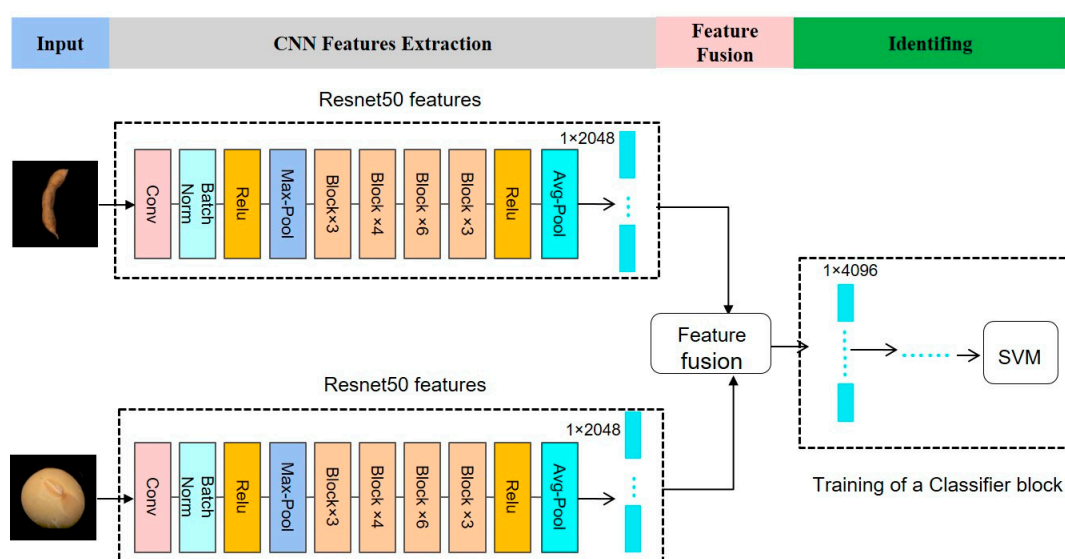 Input
CNN Features Extraction
Feature
Fusion
Identifing
Resnet50 features
1×2048
Conv
Batch
Norm
Relu
Max-Pool
Block×3
Block ×4
Block ×6
Block ×3
Relu
Avg-Pool
1×4096
Feature
fusion
SVM
Resnet50 features
1×2048
Conv
Batch
Norm
Relu
Max-Pool
Block×3
Block ×4
Block ×6
Block ×3
Relu
Avg-Pool
Training of a Classifier block